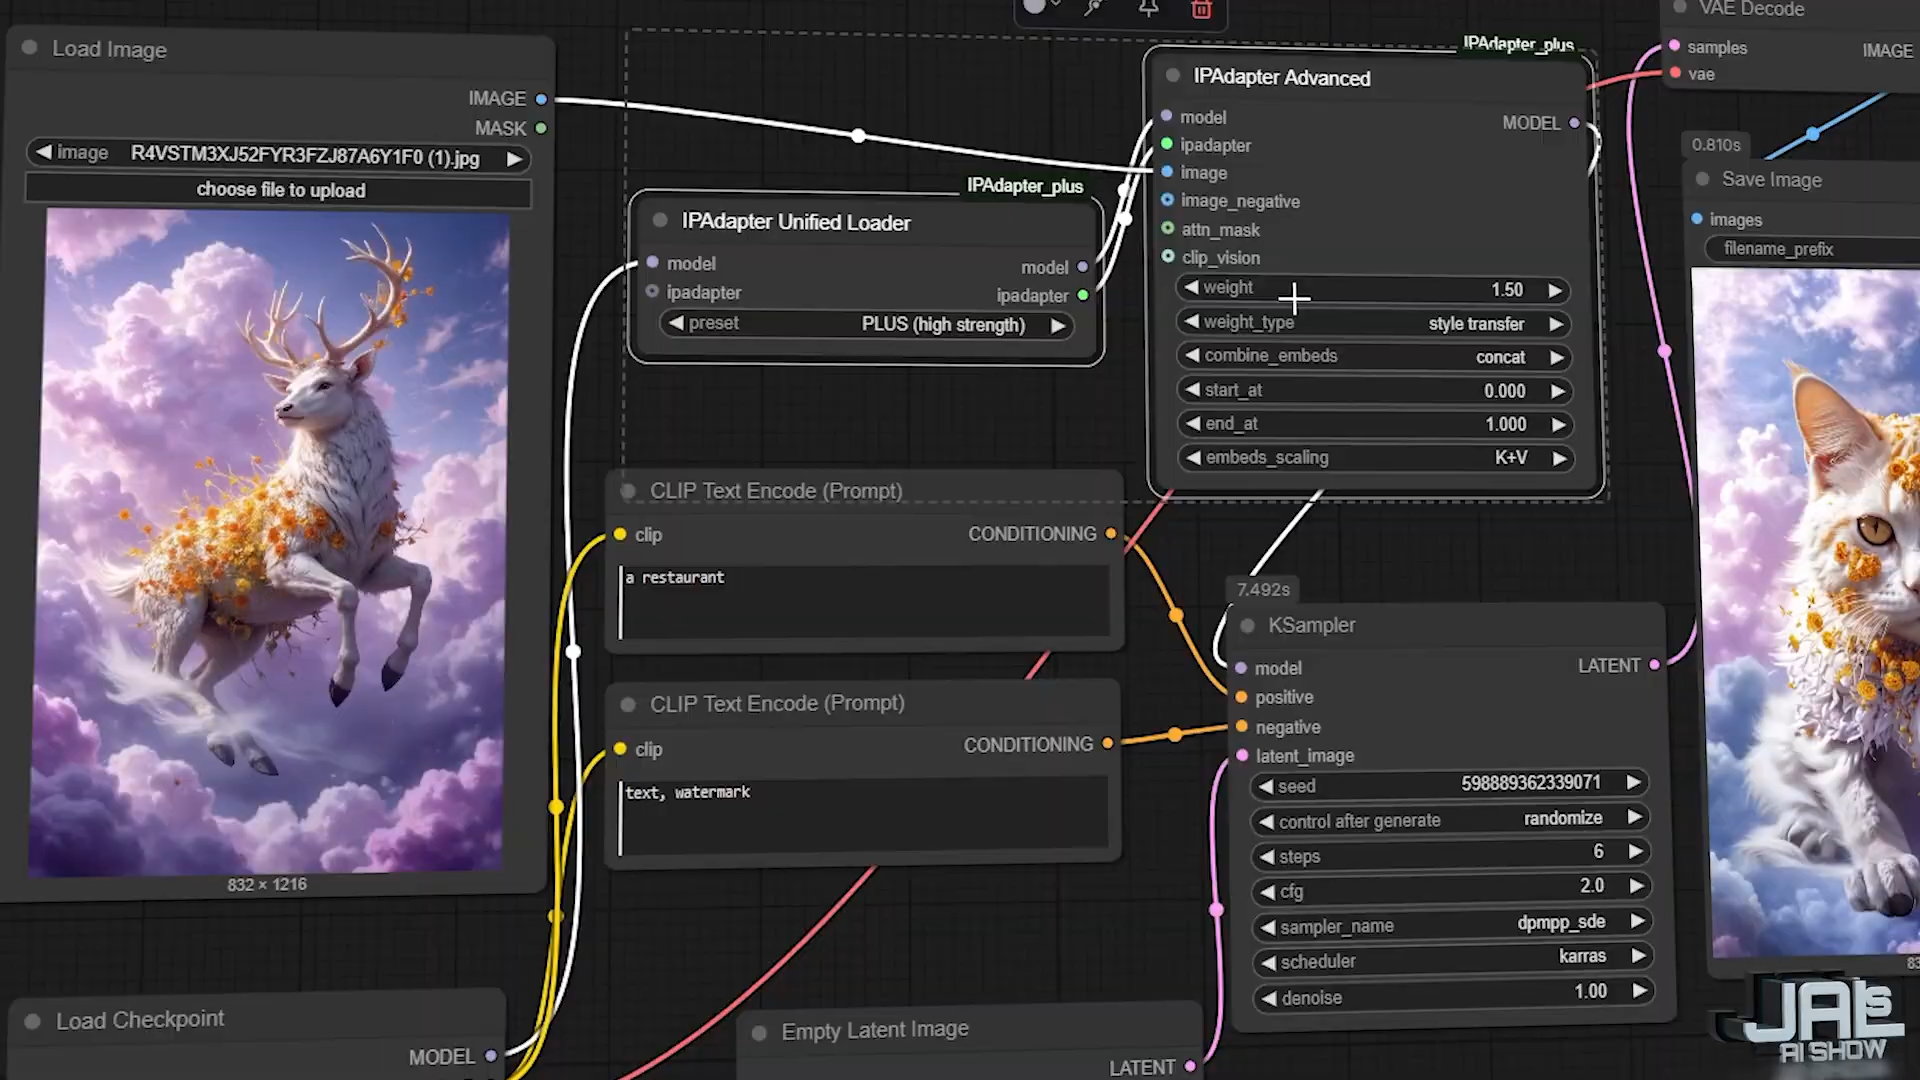 Load Image
IMAGE
MASK
image R4VSTM3XJ52FYR3FZJ87A6Y1F0 (1).jpg
choose file to upload
832 × 1216
Load Checkpoint
MODEL
IPAdapter_plus
IPAdapter Unified Loader
model model
ipadapter ipadapter
preset PLUS (high strength)
CLIP Text Encode (Prompt)
clip CONDITIONING
a restaurant
CLIP Text Encode (Prompt)
clip CONDITIONING
text, watermark
Empty Latent Image
LATENT
IPAdapter_plus
IPAdapter Advanced
model MODEL
ipadapter
image
image_negative
attn_mask
clip_vision
weight 1.50
weight_type style transfer
combine_embeds concat
start_at 0.000
end_at 1.000
embeds_scaling K+V
7.492s
KSampler
model LATENT
positive
negative
latent_image
seed 598889362339071
control after generate randomize
steps 6
cfg 2.0
sampler_name dpmpp_sde
scheduler karras
denoise 1.00
VAE Decode
samples IMAGE
vae
0.810s
Save Image
images
filename_prefix
83
JALs
AI SHOW